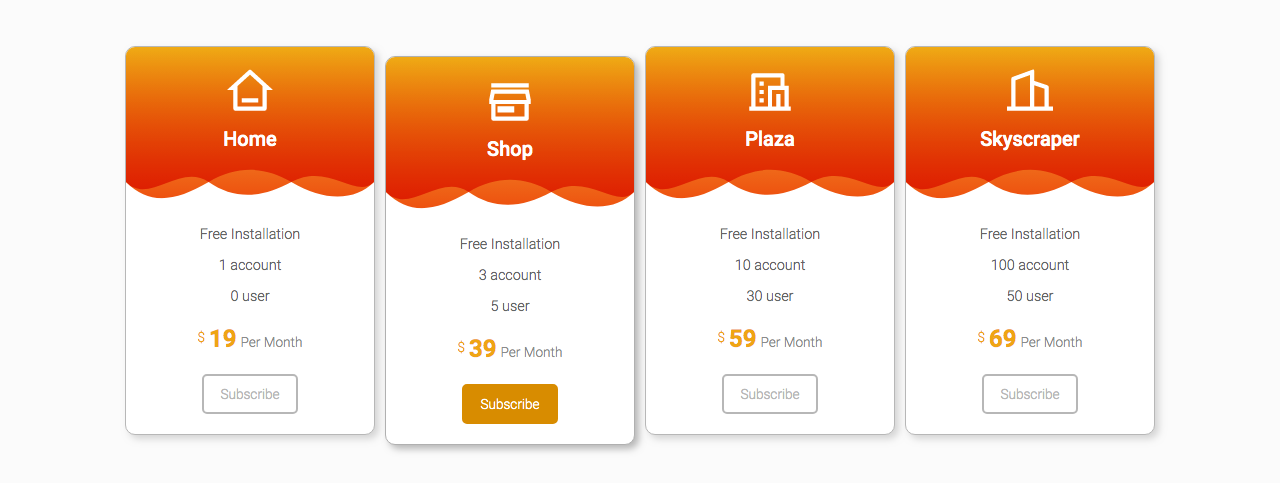 Home
Free Installation
1 account
0 user
$ 19 Per Month
Subscribe
Shop
Free Installation
3 account
5 user
$ 39 Per Month
Subscribe
Plaza
Free Installation
10 account
30 user
$ 59 Per Month
Subscribe
Skyscraper
Free Installation
100 account
50 user
$ 69 Per Month
Subscribe